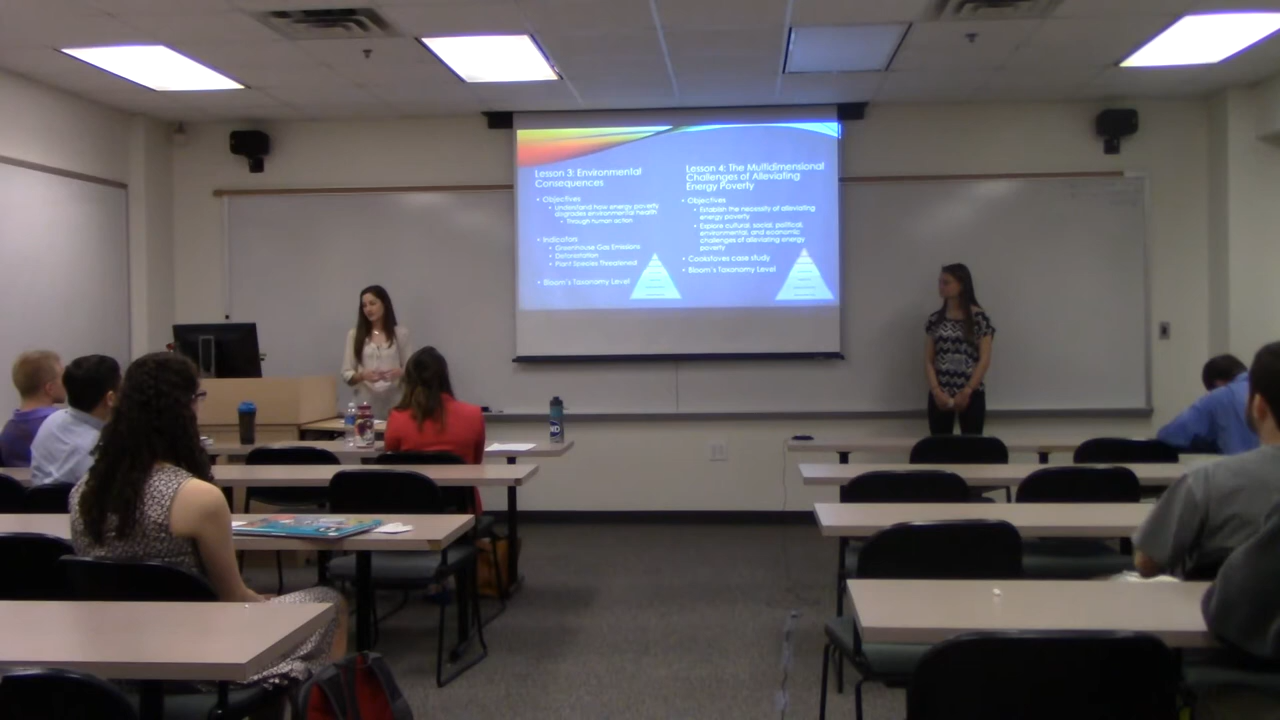 Lesson 3: Environmental
Consequences
• Objectives
• Understand how energy poverty
degrades environmental health
• Through human action
• Indicators
• Greenhouse Gas Emissions
• Deforestation
• Plant Species Threatened
• Bloom's Taxonomy Level
Lesson 4: The Multidimensional
Challenges of Alleviating
Energy Poverty
• Objectives
• Establish the necessity of alleviating
energy poverty
• Explore cultural, social, political,
environmental, and economic
challenges of alleviating energy
poverty
• Cookstoves case study
• Bloom's Taxonomy Level